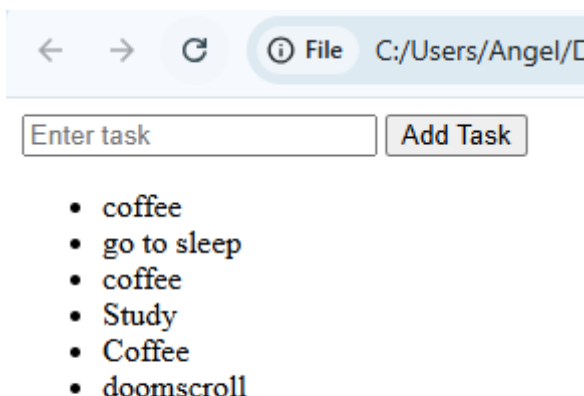 File C:/Users/Angel/
Enter task Add Task
coffee
go to sleep
coffee
Study
Coffee
doomscroll